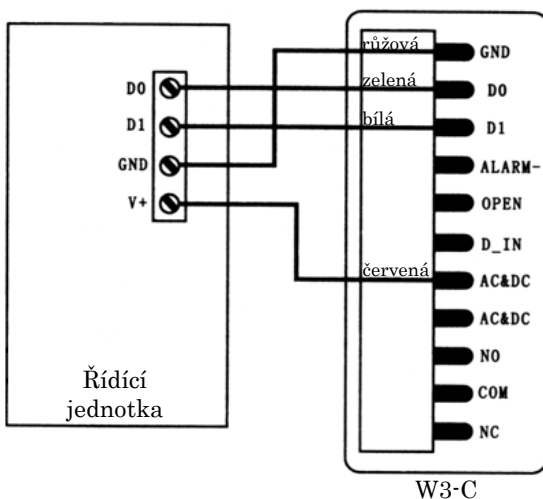 D0
D1
GND
V+
Řídící
jednotka
růžová
zelená
bílá
červená
GND
D0
D1
ALARM-
OPEN
D_IN
AC&DC
AC&DC
NO
COM
NC
W3-C